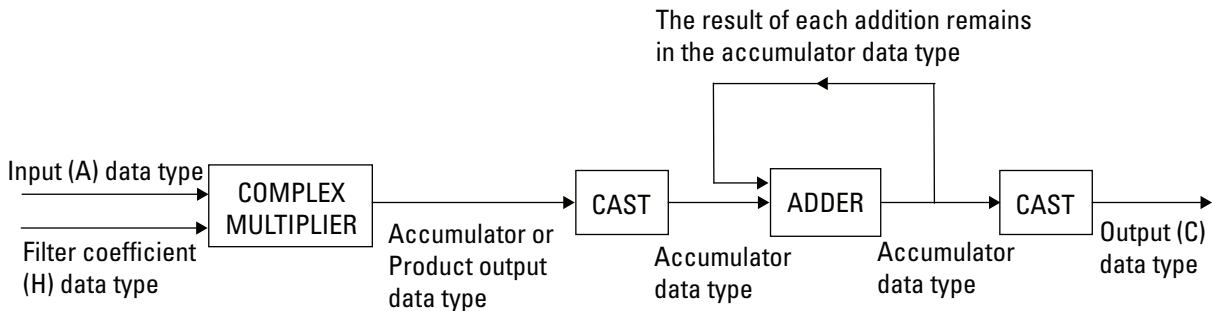 The result of each addition remains
in the accumulator data type
Input (A) data type
COMPLEX
MULTIPLIER
CAST
ADDER
CAST
Filter coefficient
(H) data type
Accumulator or
Product output
data type
Accumulator
data type
Accumulator
data type
Output (C)
data type